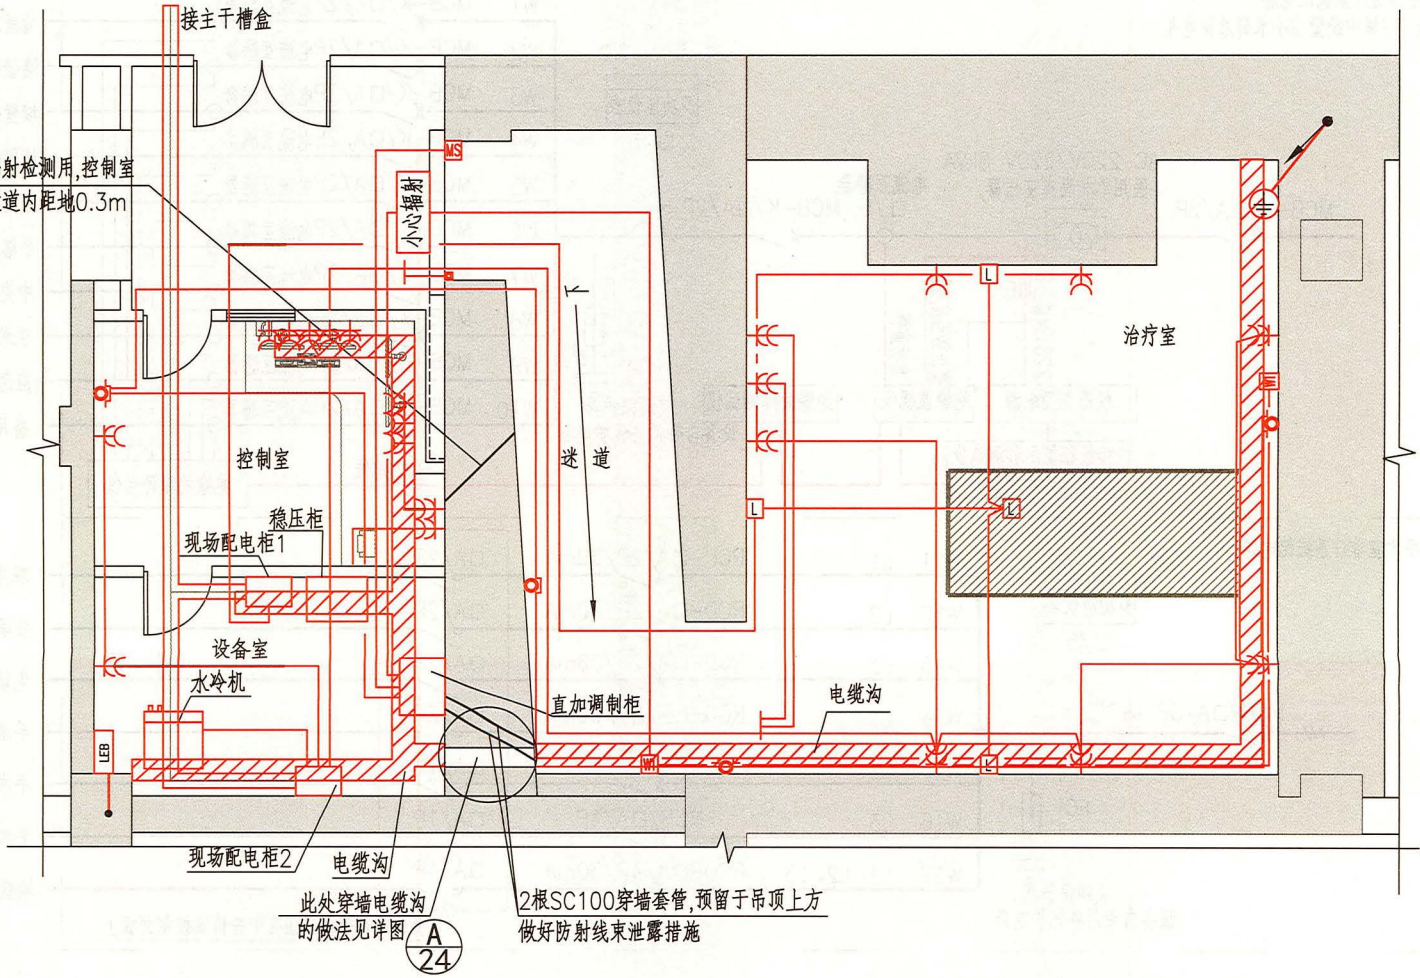 接主干槽盒
射检测用,控制室
道内距地0.3m
MS
小心辐射
下
L
治疗室
控制室
迷道
稳压柜
现场配电柜1
L
L
设备室
水冷机
LEB
直加调制柜
电缆沟
L
现场配电柜2
电缆沟
此处穿墙电缆沟
的做法见详图
A
24
2根SC100穿墙套管,预留于吊顶上方
做好防射线束泄露措施